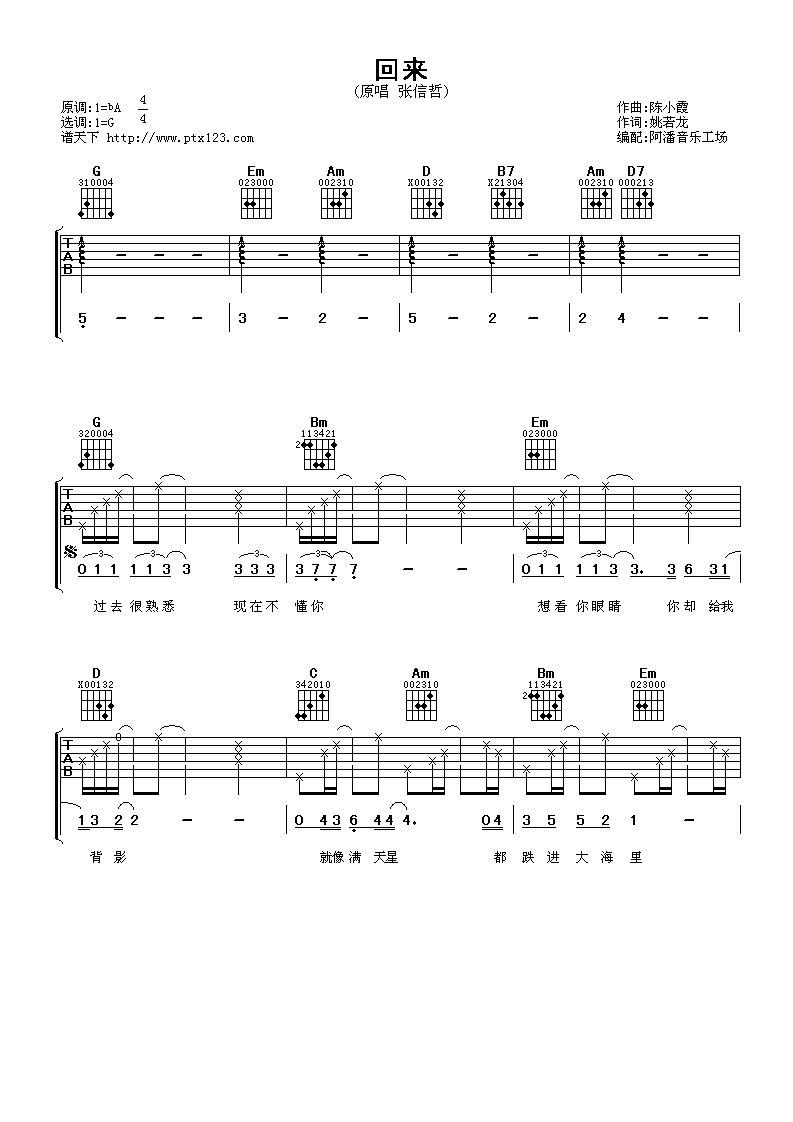 回来
(原唱 张信哲)
原调:1=bA 4/4
作曲:陈小霞
选调:1=G
作词:姚若龙
谱天下 http://www.ptx123.com
编配:阿潘音乐工场
G Em Am D B7 Am D7
310004 023000 002310 X00132 X21304 002310 000213
T
A
B
5 - - - | 3 - 2 - | 5 - 2 - | 2 4 - - |
G Bm Em
320004 113421 023000
2
T
A
B
3 3 3 3 3 3
0 1 1 1 1 3 3 3 3 3 | 3 7 7 7 - - | 0 1 1 1 1 3 3. 3 6 3 1
过去 很熟悉 现在不 懂你 想看 你眼睛 你却 给我
D C Am Bm Em
X00132 342010 002310 113421 023000
2
0
T
A
B
1 3 2 2 - - | 0 4 3 6 4 4 4. 0 4 | 3 5 5 2 1 - |
背 影 就像满 天星 都 跌 进 大 海 里